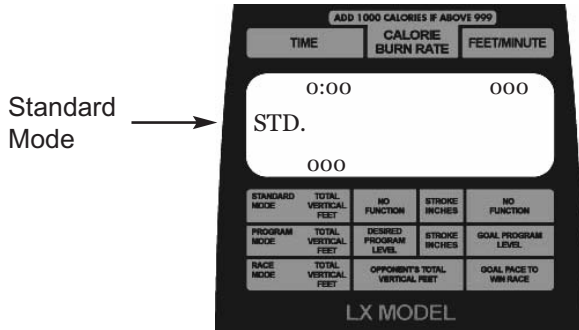 ADD 1000 CALORIES IF ABOVE 999
TIME
CALORIE
BURN RATE
FEET/MINUTE
0:00 000
STD.
000
Standard
Mode
STANDARD
MODE
TOTAL
VERTICAL
FEET
NO
FUNCTION
STROKE
INCHES
NO
FUNCTION
PROGRAM
MODE
TOTAL
VERTICAL
FEET
DESIRED
PROGRAM
LEVEL
STROKE
INCHES
GOAL PROGRAM
LEVEL
RACE
MODE
TOTAL
VERTICAL
FEET
OPPONENT'S TOTAL
VERTICAL FEET
GOAL PACE TO
WIN RACE
LX MODEL